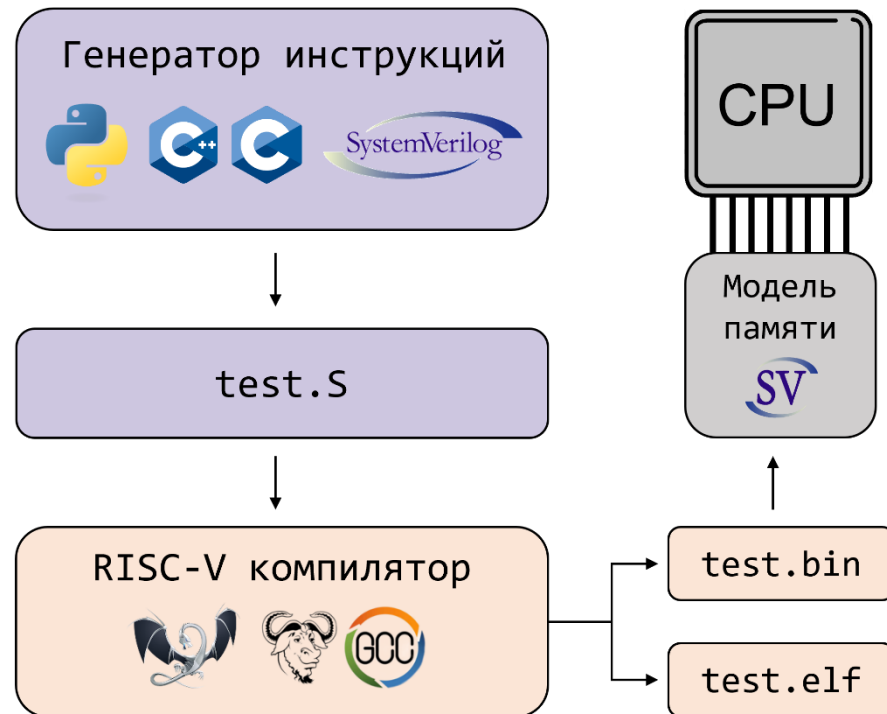 Генератор инструкций
C++
C
SystemVerilog
test.S
RISC-V компилятор
GCC
test.bin
test.elf
CPU
Модель
памяти
SV